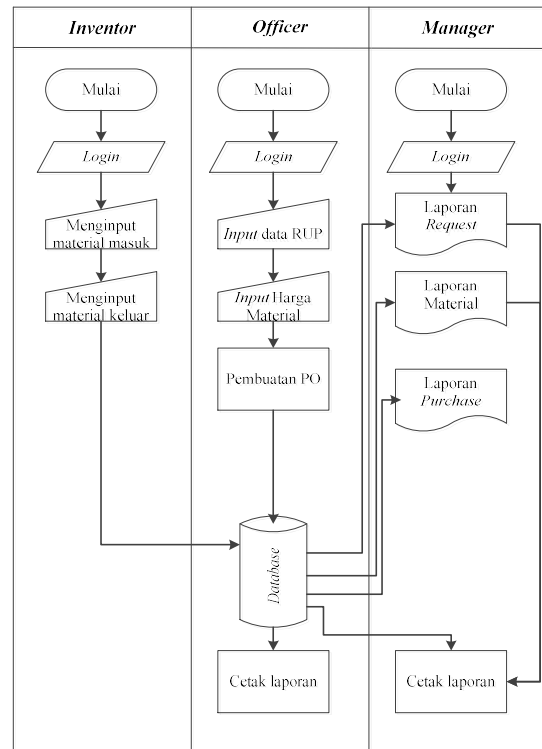 Inventor
Officer
Manager
Mulai
Mulai
Mulai
Login
Login
Login
Menginput
material masuk
Input data RUP
Laporan
Request
Menginput
material keluar
Input Harga
Material
Laporan
Material
Pembuatan PO
Laporan
Purchase
Database
Cetak laporan
Cetak laporan